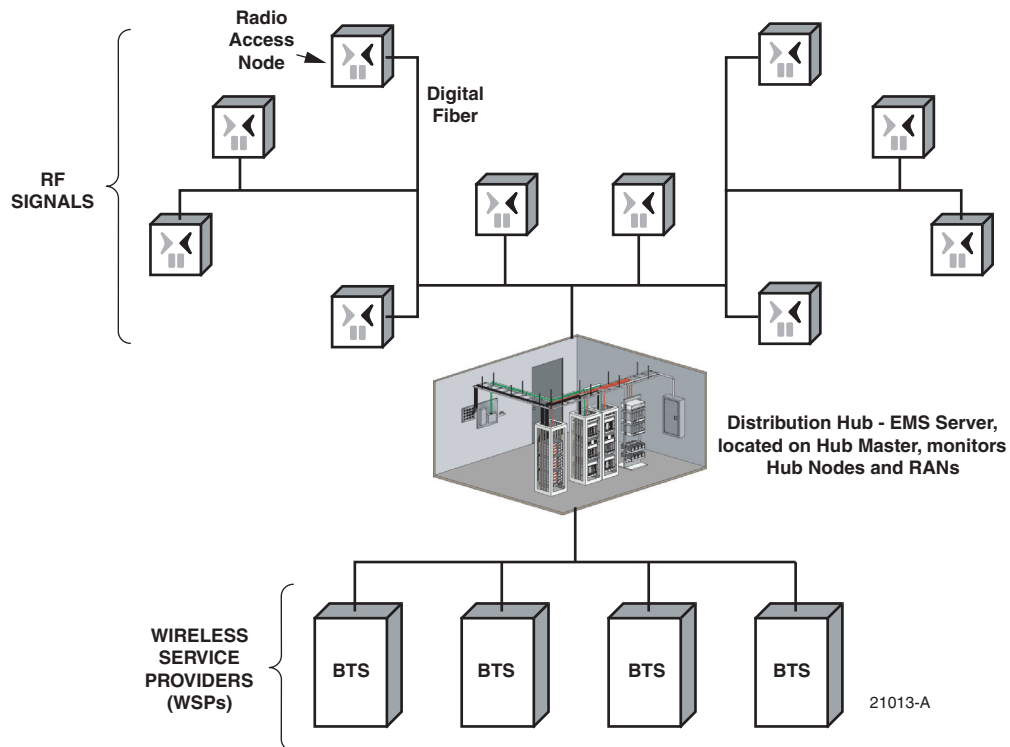 Radio
Access
Node
Digital
Fiber
RF
SIGNALS
Distribution Hub - EMS Server,
located on Hub Master, monitors
Hub Nodes and RANs
WIRELESS
SERVICE
PROVIDERS
(WSPs)
BTS
BTS
BTS
BTS
21013-A